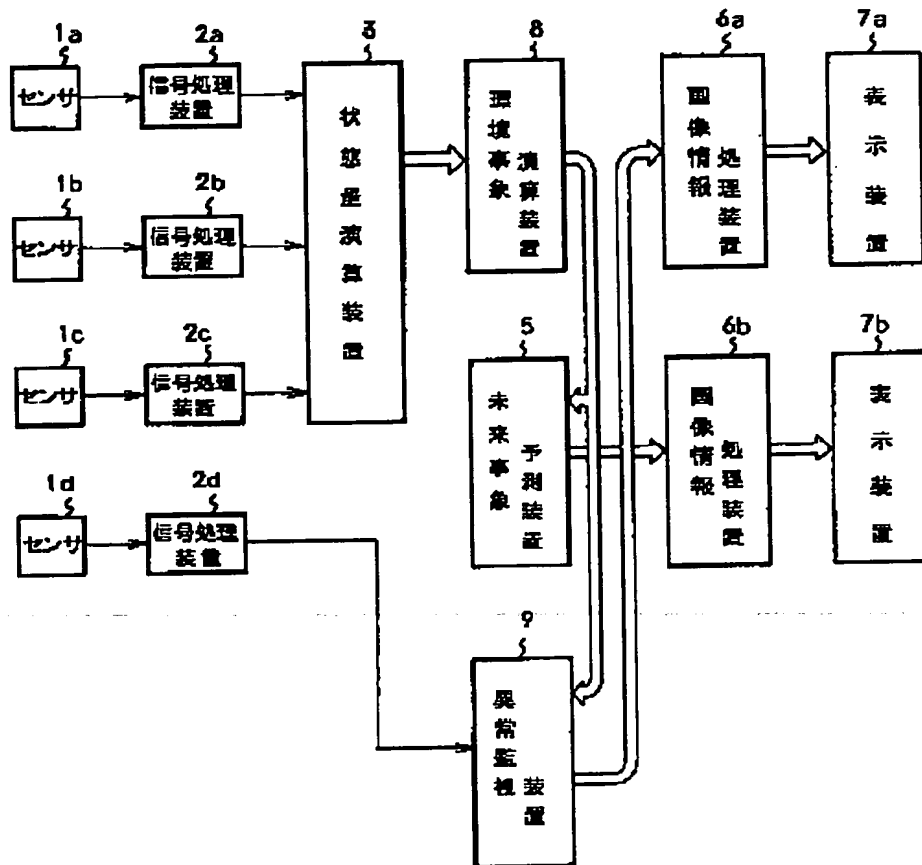 1a
センサ
2a
信号処理
装置
3
状態量演算装置
8
環境事象
演算装置
6a
画像情報
処理装置
7a
表示装置
1b
センサ
2b
信号処理
装置
1c
センサ
2c
信号処理
装置
5
未来事象
予測装置
6b
画像情報
処理装置
7b
表示装置
1d
センサ
2d
信号処理
装置
9
異常監視
装置